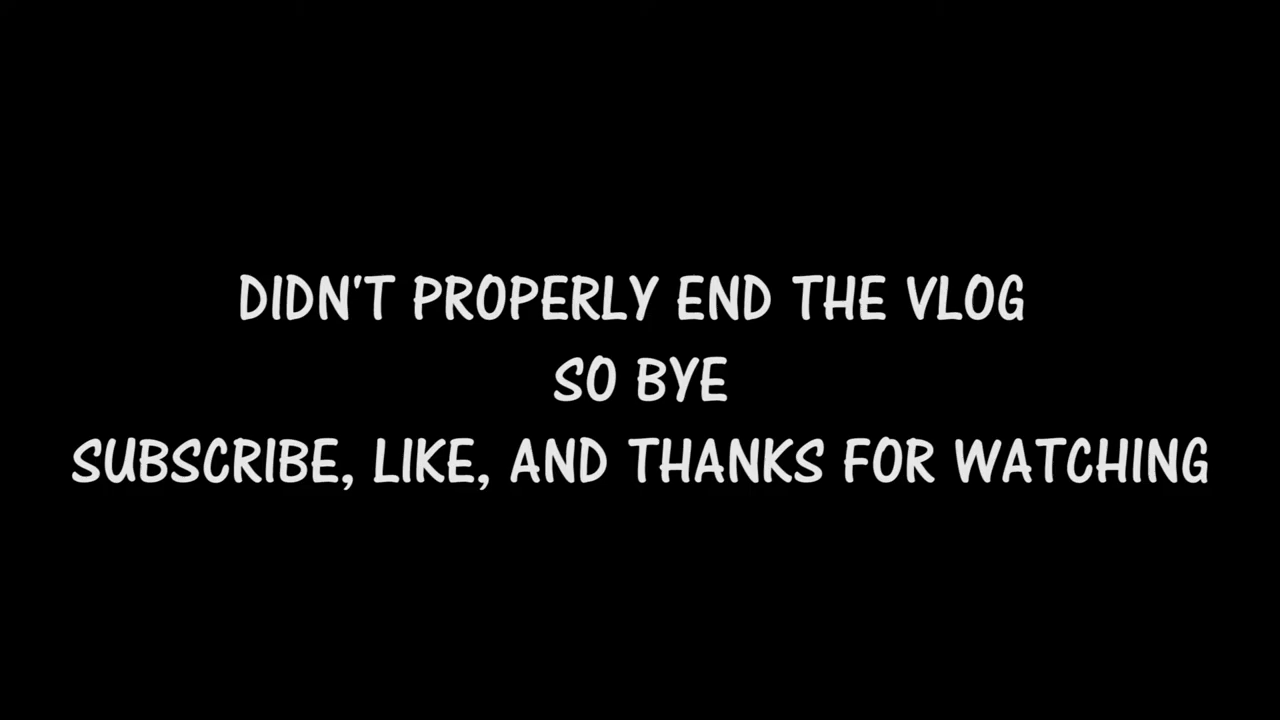 DIDN'T PROPERLY END THE VLOG
SO BYE
SUBSCRIBE, LIKE, AND THANKS FOR WATCHING